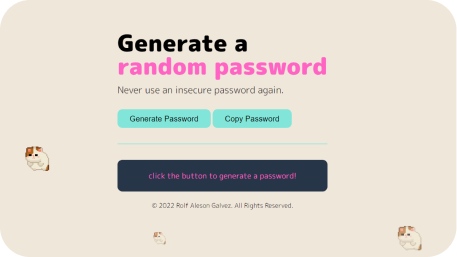 Generate a
random password
Never use an insecure password again.
Generate Password
Copy Password
click the button to generate a password!
© 2022 Rolf Aleson Galvez. All Rights Reserved.